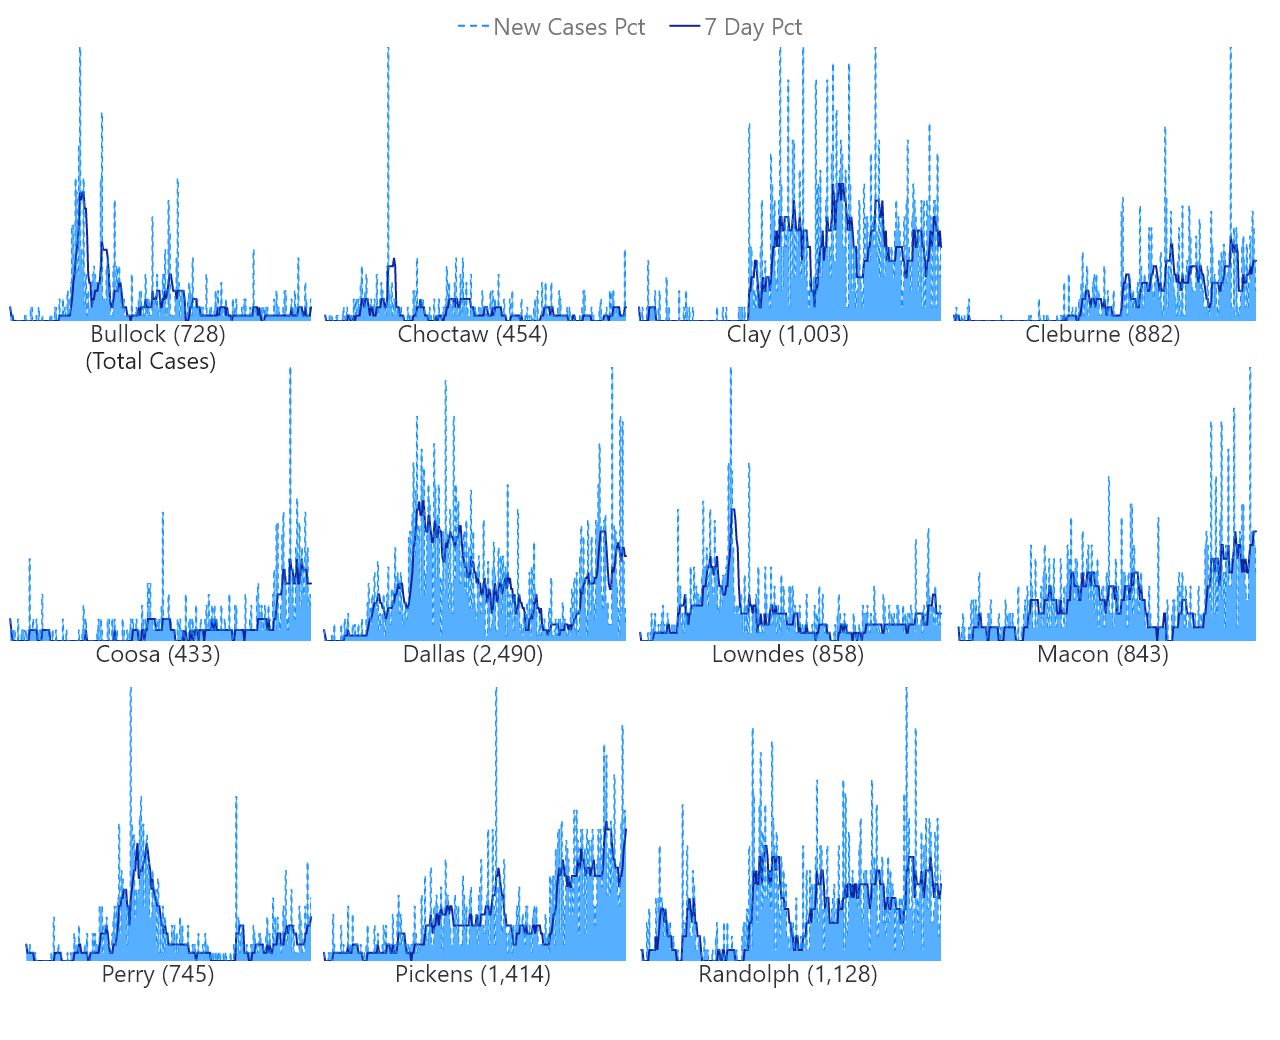 New Cases Pct 7 Day Pct
Bullock (728)
(Total Cases)
Choctaw (454)
Clay (1,003)
Cleburne (882)
Coosa (433)
Dallas (2,490)
Lowndes (858)
Macon (843)
Perry (745)
Pickens (1,414)
Randolph (1,128)